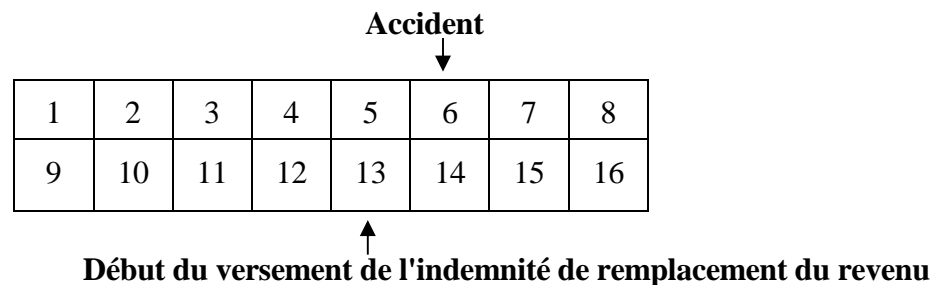 Accident
1 2 3 4 5 6 7 8
9 10 11 12 13 14 15 16
Début du versement de l'indemnité de remplacement du revenu